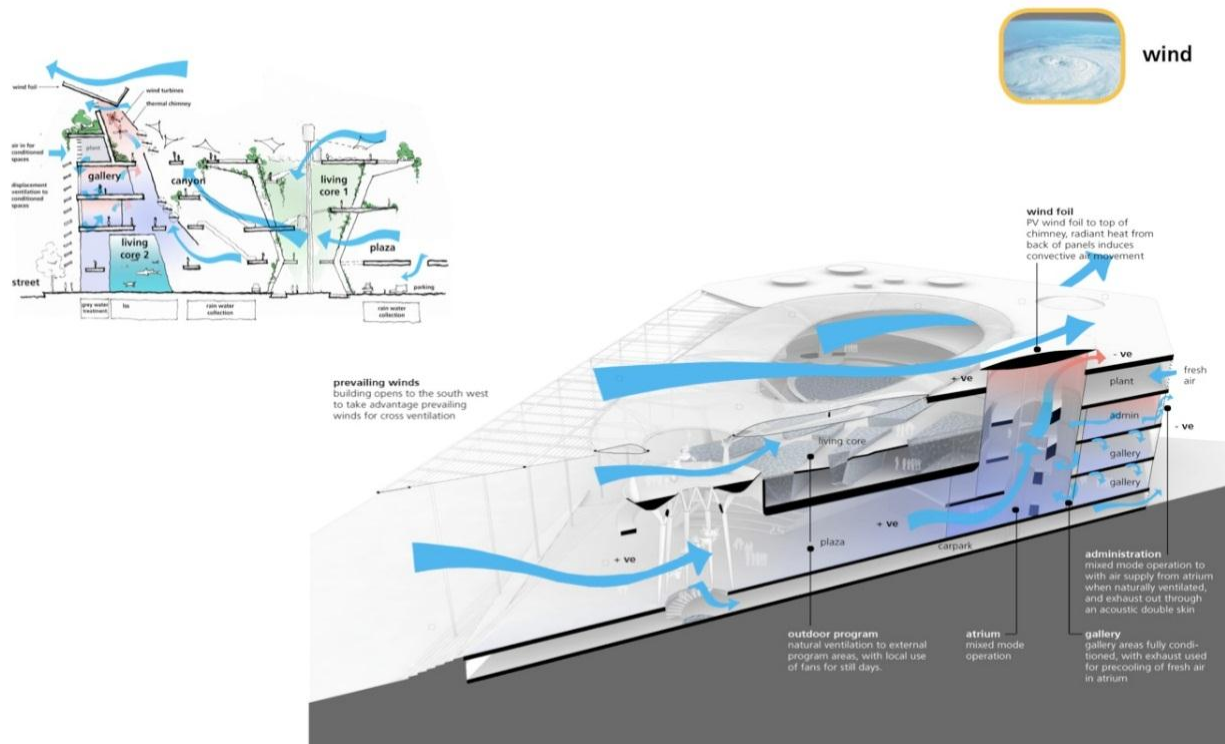 wind
wind foil
wind turbines
thermal chimney
air in for
conditioned
spaces
plant
gallery
canyon
living
core 1
displacement
ventilation to
conditioned
spaces
living
core 2
plaza
street
parking
grey water
treatment
rain water
collection
rain water
collection
wind foil
PV wind foil to top of
chimney, radiant heat from
back of panels induces
convective air movement
prevailing winds
building opens to the south west
to take advantage prevailing
winds for cross ventilation
+ ve
- ve
plant
fresh
air
admin
- ve
living core
gallery
gallery
+ ve
plaza
carpark
+ ve
administration
mixed mode operation to
with air supply from atrium
when naturally ventilated,
and exhaust out through
an acoustic double skin
outdoor program
natural ventilation to external
program areas, with local use
of fans for still days.
atrium
mixed mode
operation
gallery
gallery areas fully condi-
tioned, with exhaust used
for precooling of fresh air
in atrium